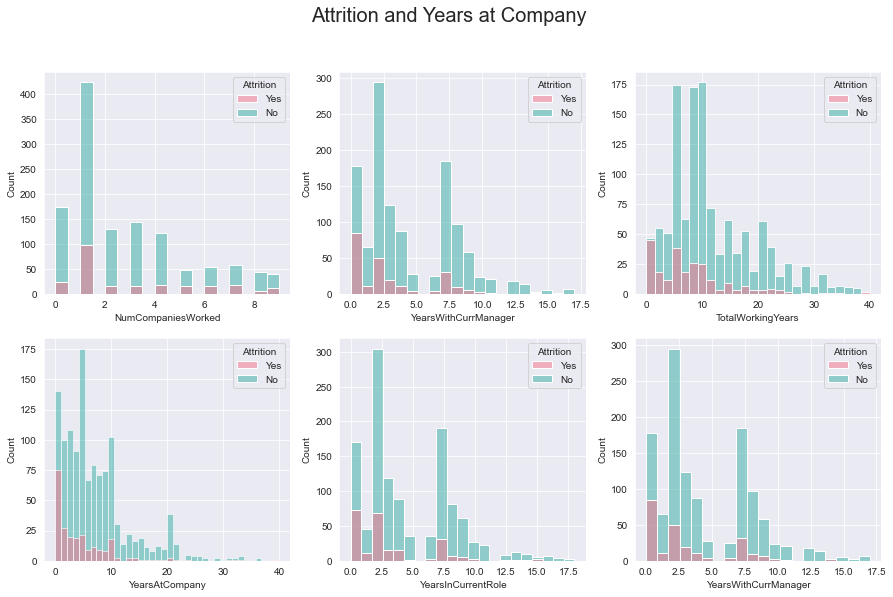 Attrition and Years at Company
Attrition
Yes
No
400
350
300
250
200
150
100
50
0
Count
0 2 4 6 8
NumCompaniesWorked
Attrition
Yes
No
300
250
200
150
100
50
0
Count
0.0 2.5 5.0 7.5 10.0 12.5 15.0 17.5
YearsWithCurrManager
Attrition
Yes
No
175
150
125
100
75
50
25
0
Count
0 10 20 30 40
TotalWorkingYears
Attrition
Yes
No
175
150
125
100
75
50
25
0
Count
0 10 20 30 40
YearsAtCompany
Attrition
Yes
No
300
250
200
150
100
50
0
Count
0.0 2.5 5.0 7.5 10.0 12.5 15.0 17.5
YearsInCurrentRole
Attrition
Yes
No
300
250
200
150
100
50
0
Count
0.0 2.5 5.0 7.5 10.0 12.5 15.0 17.5
YearsWithCurrManager